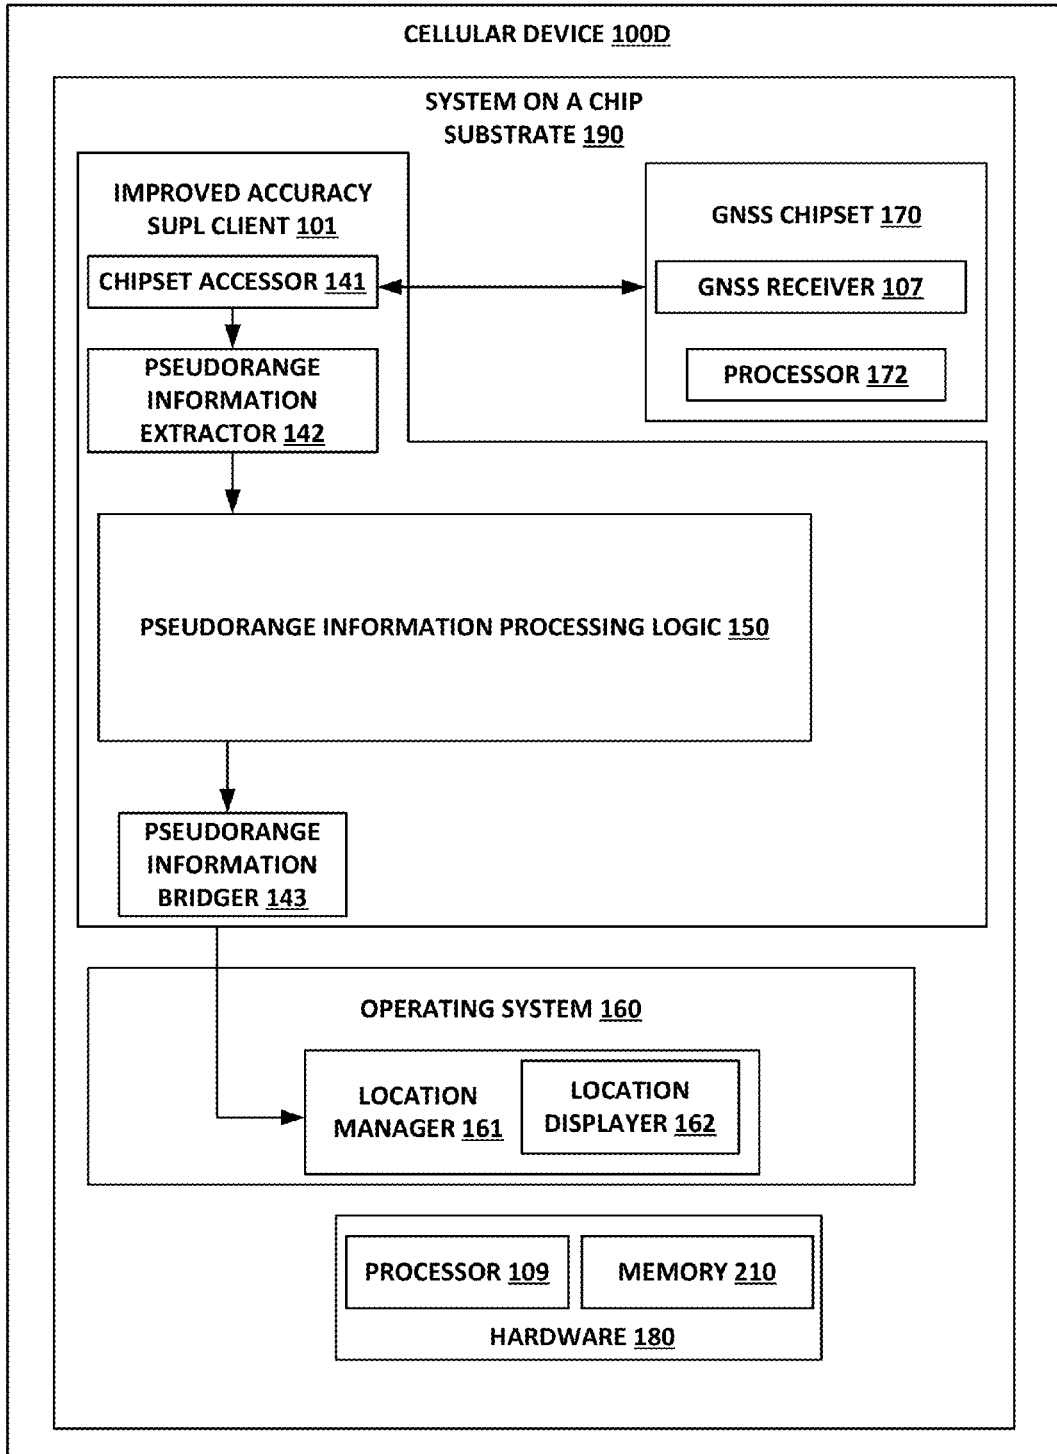 CELLULAR DEVICE 100D
SYSTEM ON A CHIP
SUBSTRATE 190
IMPROVED ACCURACY
SUPL CLIENT 101
CHIPSET ACCESSOR 141
PSEUDORANGE
INFORMATION
EXTRACTOR 142
GNSS CHIPSET 170
GNSS RECEIVER 107
PROCESSOR 172
PSEUDORANGE INFORMATION PROCESSING LOGIC 150
PSEUDORANGE
INFORMATION
BRIDGER 143
OPERATING SYSTEM 160
LOCATION
MANAGER 161
LOCATION
DISPLAYER 162
PROCESSOR 109
MEMORY 210
HARDWARE 180